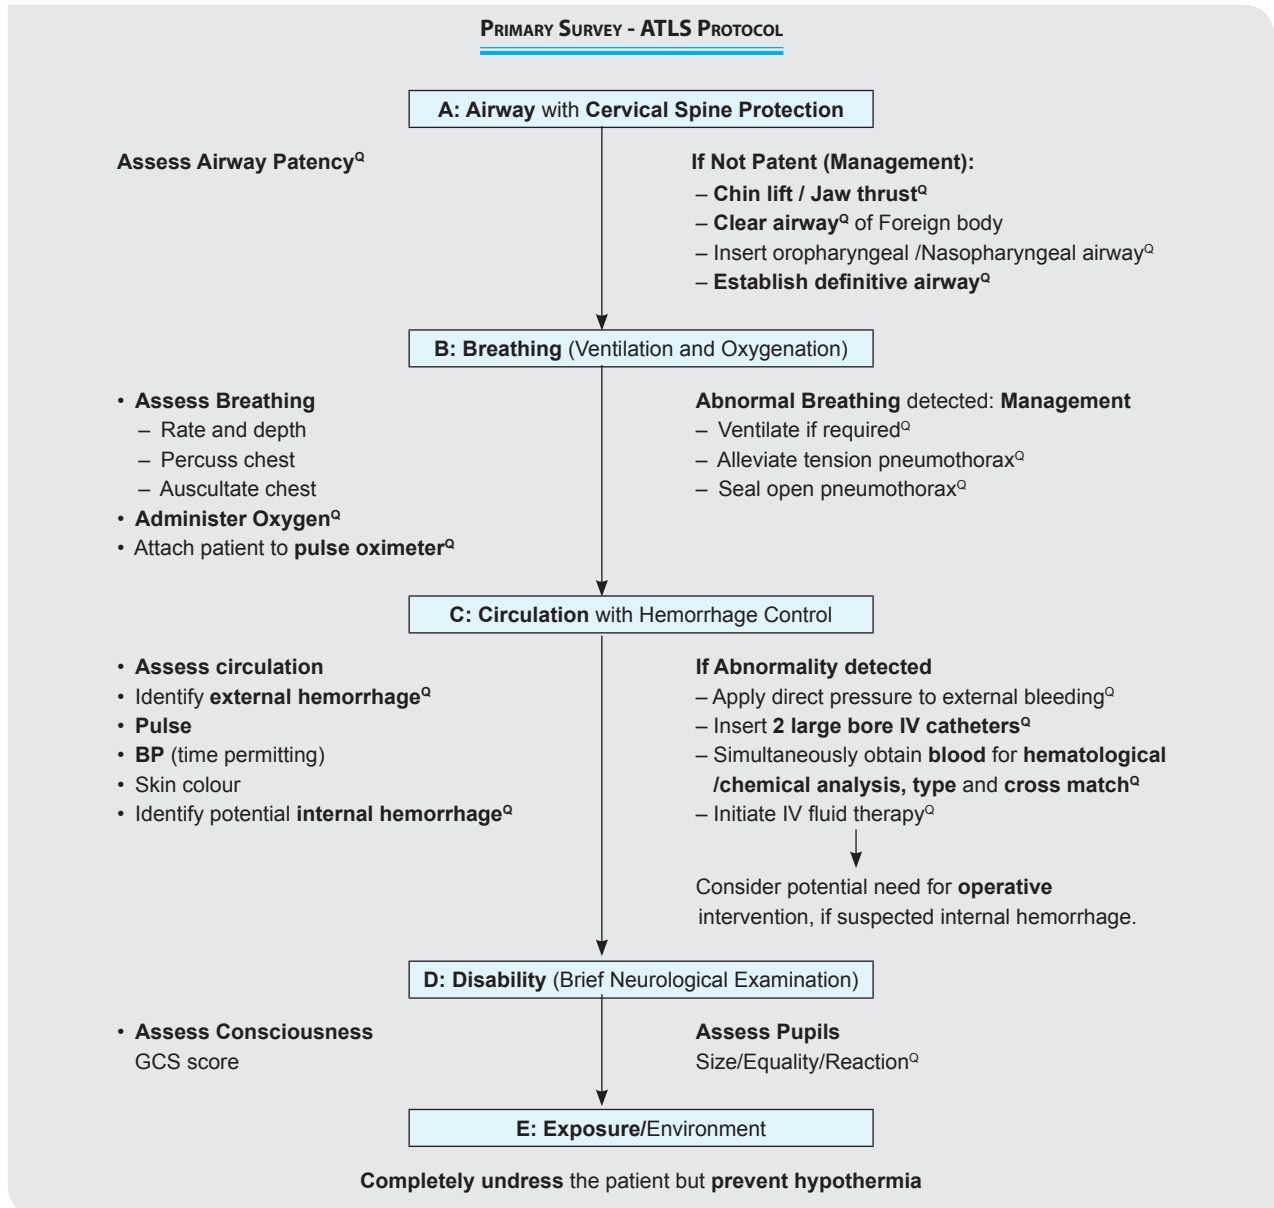 PRIMARY SURVEY - ATLS PROTOCOL
A: Airway with Cervical Spine Protection
Assess Airway PatencyQ
If Not Patent (Management):
– Chin lift / Jaw thrustQ
– Clear airwayQ of Foreign body
– Insert oropharyngeal /Nasopharyngeal airwayQ
– Establish definitive airwayQ
B: Breathing (Ventilation and Oxygenation)
• Assess Breathing
– Rate and depth
– Percuss chest
– Auscultate chest
• Administer OxygenQ
• Attach patient to pulse oximeterQ
Abnormal Breathing detected: Management
– Ventilate if requiredQ
– Alleviate tension pneumothoraxQ
– Seal open pneumothoraxQ
C: Circulation with Hemorrhage Control
• Assess circulation
• Identify external hemorrhageQ
• Pulse
• BP (time permitting)
• Skin colour
• Identify potential internal hemorrhageQ
If Abnormality detected
– Apply direct pressure to external bleedingQ
– Insert 2 large bore IV cathetersQ
– Simultaneously obtain blood for hematological
/chemical analysis, type and cross matchQ
– Initiate IV fluid therapyQ
Consider potential need for operative
intervention, if suspected internal hemorrhage.
D: Disability (Brief Neurological Examination)
• Assess Consciousness
GCS score
Assess Pupils
Size/Equality/ReactionQ
E: Exposure/Environment
Completely undress the patient but prevent hypothermia